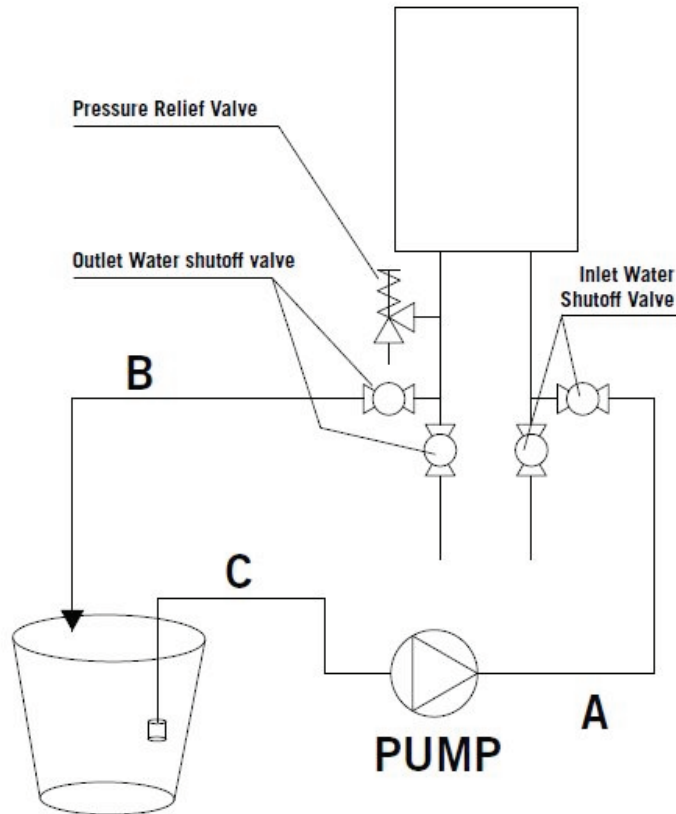 Pressure Relief Valve
Outlet Water shutoff valve
Inlet Water
Shutoff Valve
B
C
A
PUMP